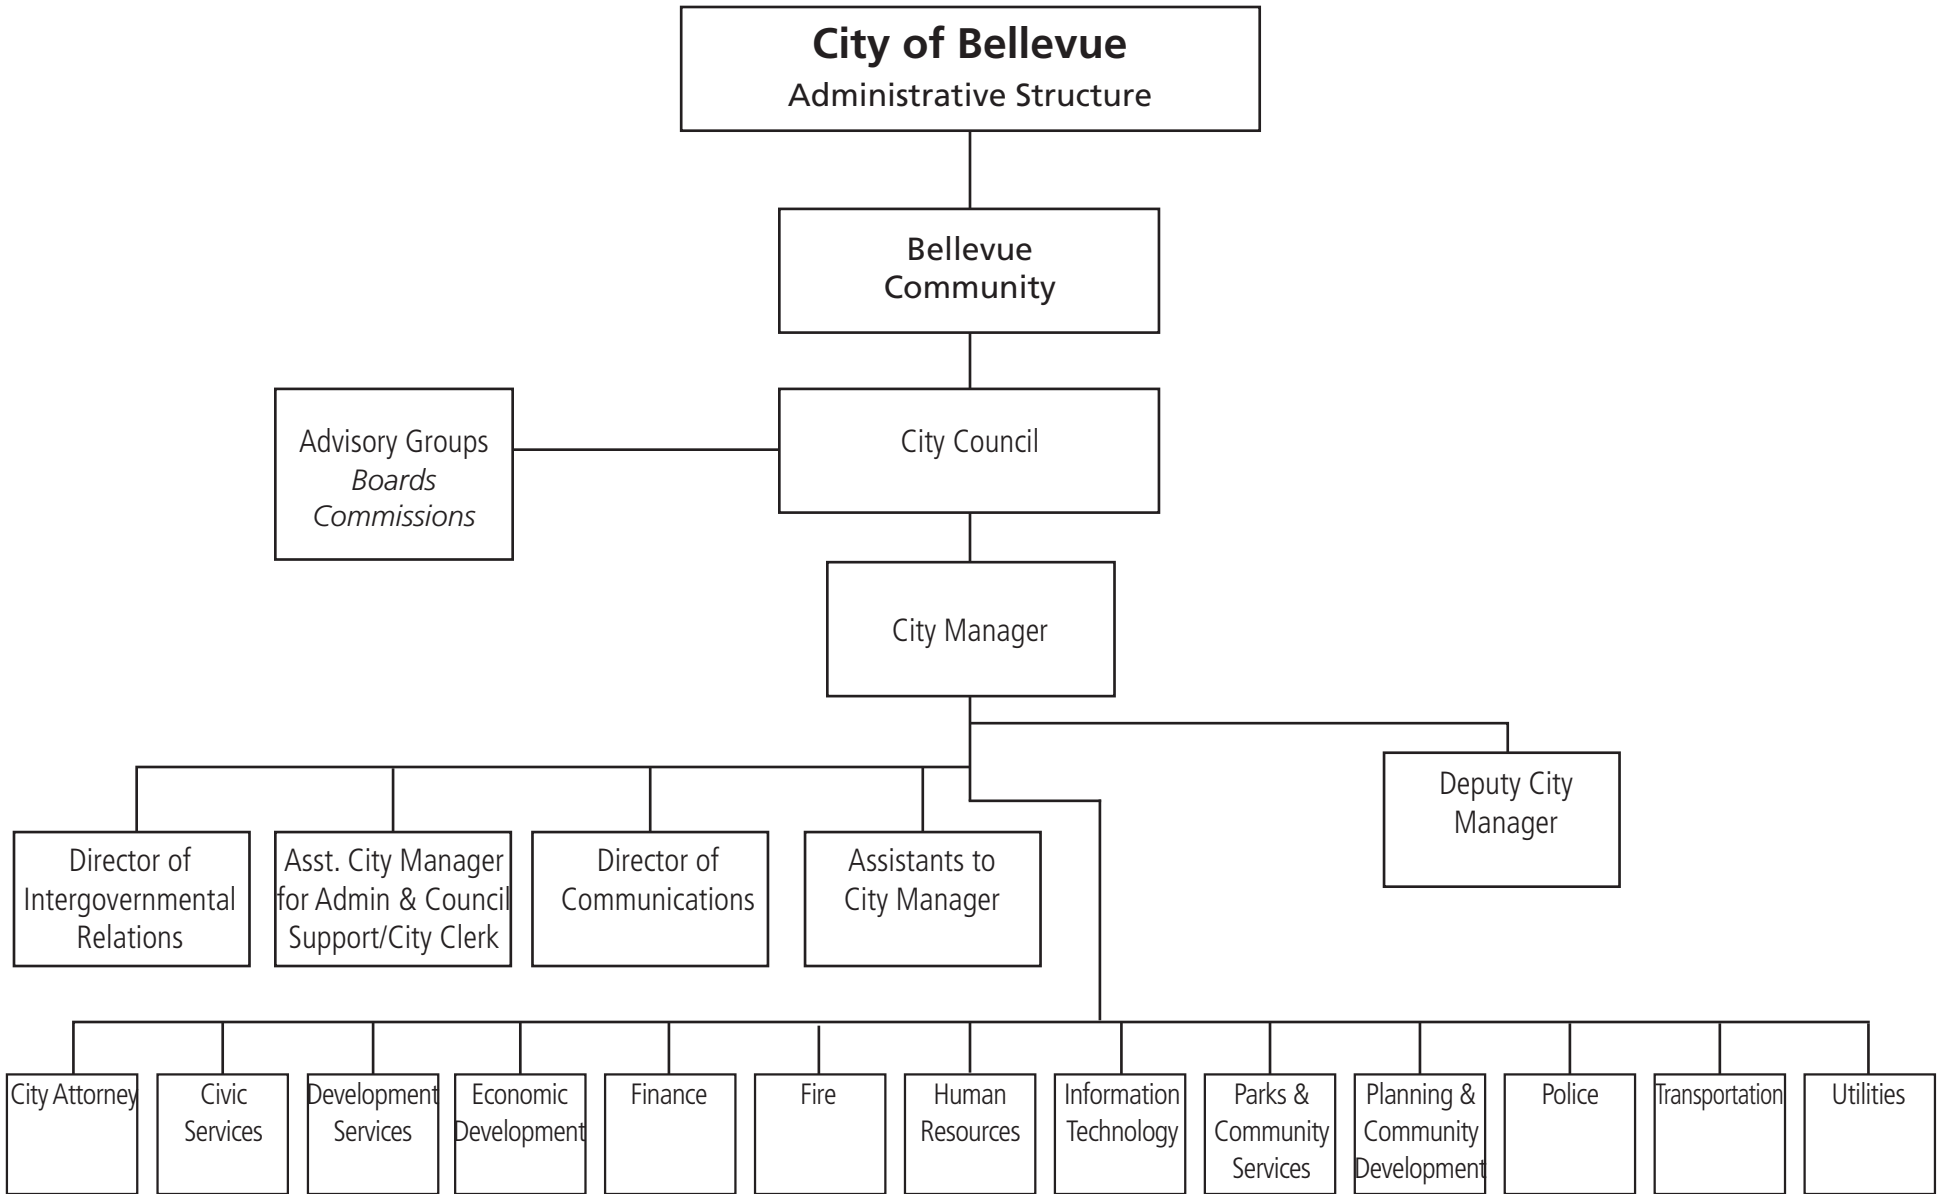 City of Bellevue
Administrative Structure
Bellevue
Community
Advisory Groups
Boards
Commissions
City Council
City Manager
Deputy City
Manager
Director of
Intergovernmental
Relations
Asst. City Manager
for Admin & Council
Support/City Clerk
Director of
Communications
Assistants to
City Manager
City Attorney
Civic
Services
Development
Services
Economic
Development
Finance
Fire
Human
Resources
Information
Technology
Parks &
Community
Services
Planning &
Community
Development
Police
Transportation
Utilities